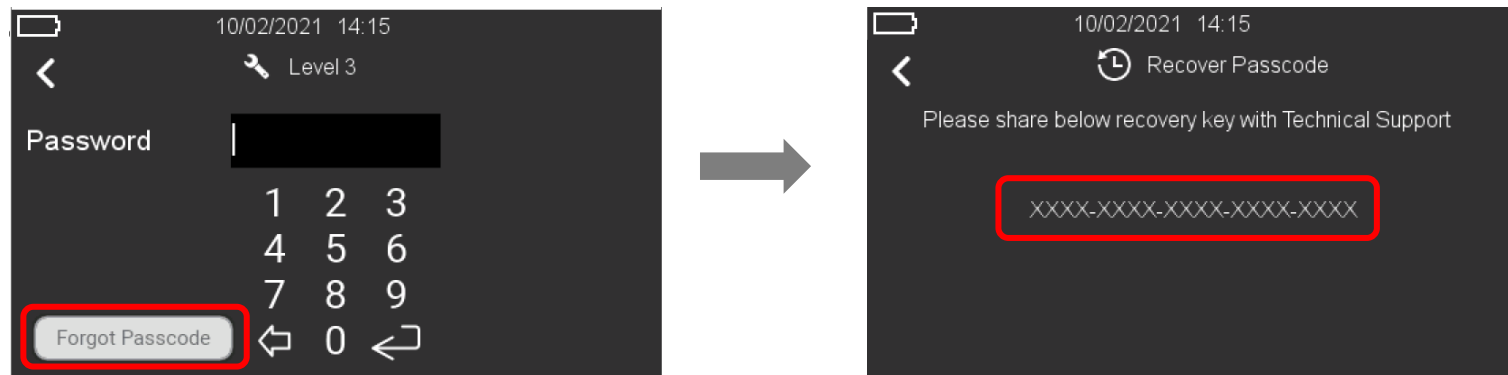 10/02/2021 14:15
Level 3
Password
1 2 3
4 5 6
7 8 9
Forgot Passcode 0
10/02/2021 14:15
Recover Passcode
Please share below recovery key with Technical Support
XXXX-XXXX-XXXX-XXXX-XXXX